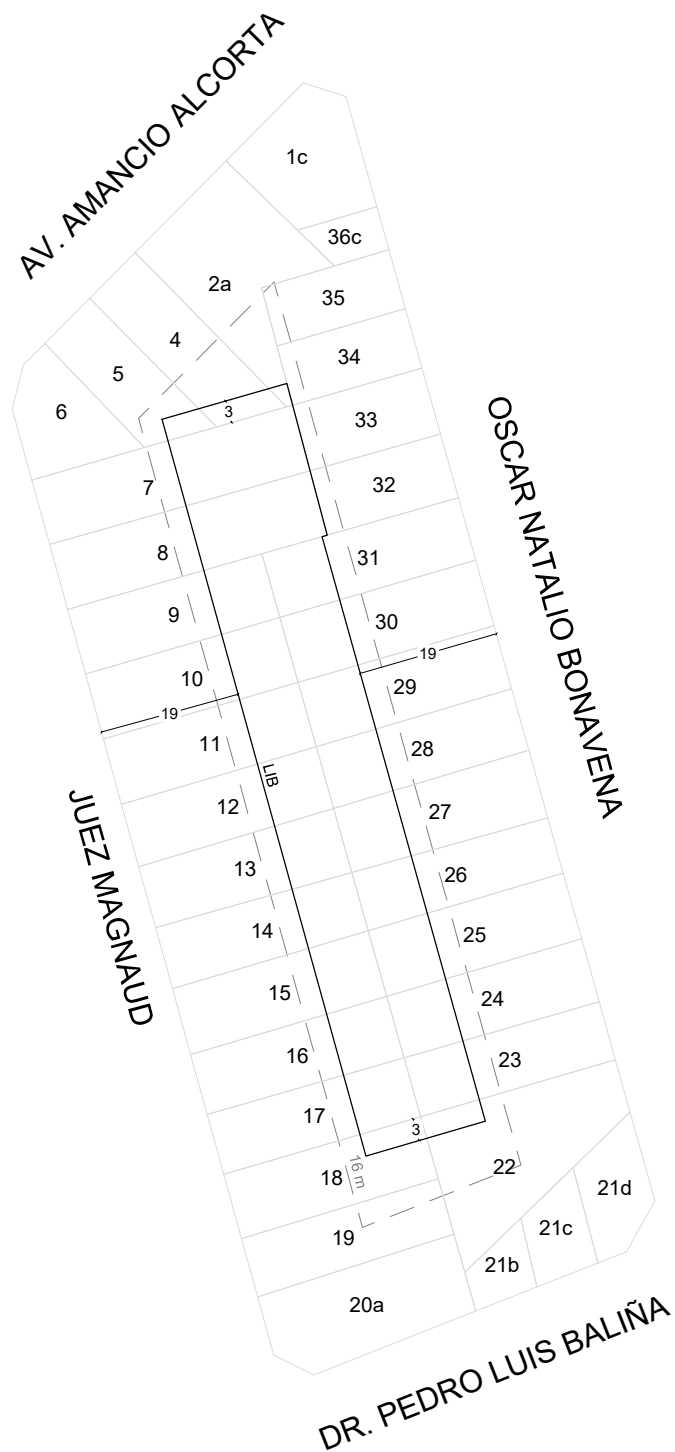 AV. AMANCIO ALCORTA
1c
36c
2a
35
4
34
5
3
6
33
7
32
8
31
9
30
19
10
29
19
11
28
LIB
12
27
13
26
14
25
15
24
16
23
17
3
16 m
22
18
21d
19
21c
21b
20a
OSCAR NATALIO BONAVENA
JUEZ MAGNAUD
DR. PEDRO LUIS BALIÑA